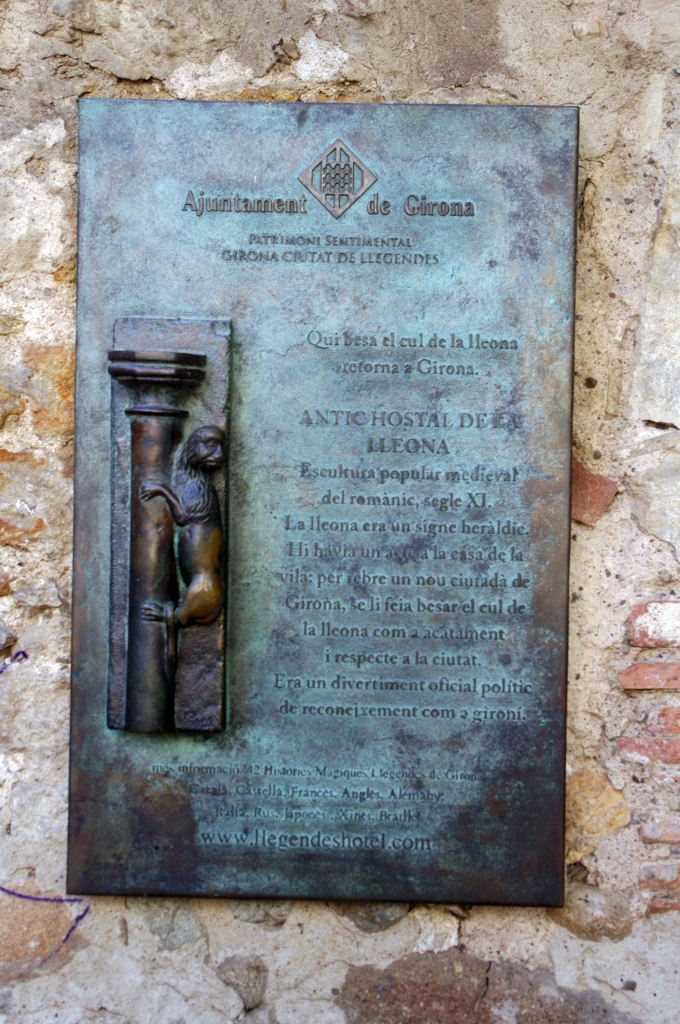 Ajuntament de Girona
PATRIMONI SENTIMENTAL
GIRONA CIUTAT DE LLEGENDES
Qui besa el cul de la lleona
retorna a Girona.
ANTIC HOSTAL DE LA
LLEONA
Escultura popular medieval
del romànic, segle XI.
La lleona era un signe heràldic.
Hi havia un acte a la casa de la
vila: per rebre un nou ciutadà de
Girona, se li feia besar el cul de
la lleona com a acatament
i respecte a la ciutat.
Era un divertiment oficial polític
de reconeixement com a gironí.
més informació: 42 Històries Màgiques Llegendes de Girona
Català, Castellà, Francès, Anglès, Alemany,
Italià, Rus, Japonès, Xinès, Braille
www.llegendeshotel.com